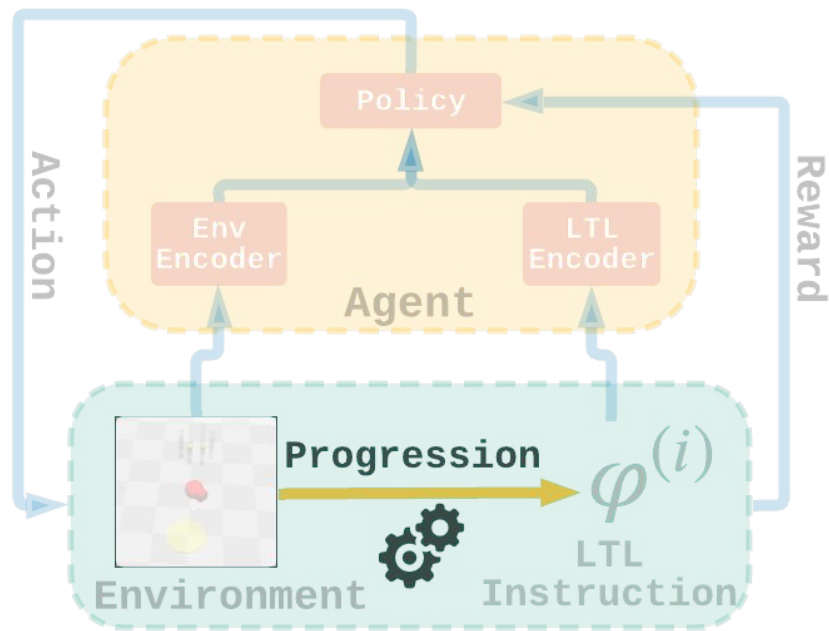 Policy
Action
Reward
Env
Encoder
LTL
Encoder
Agent
Progression
φ(i)
LTL
Instruction
Environment